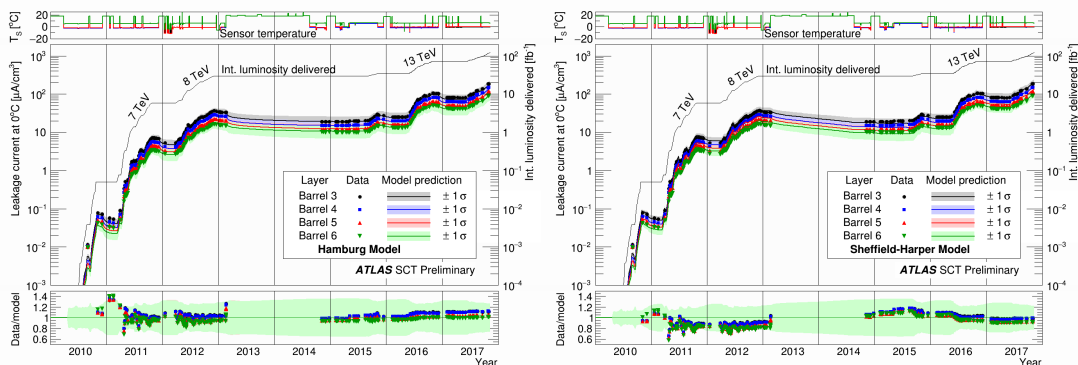 20
0
−20
T_S [°C]
Sensor temperature
10³
10²
10
1
10⁻¹
10⁻²
10⁻³
Leakage current at 0°C [µA/cm³]
7 TeV
8 TeV
Int. luminosity delivered
13 TeV
10²
10
1
10⁻¹
10⁻²
10⁻³
10⁻⁴
Int. luminosity delivered [fb⁻¹]
Layer Data Model prediction
Barrel 3 ± 1 σ
Barrel 4 ± 1 σ
Barrel 5 ± 1 σ
Barrel 6 ± 1 σ
Hamburg Model
ATLAS SCT Preliminary
1.4
1.2
1
0.8
0.6
Data/model
2010 2011 2012 2013 2014 2015 2016 2017
Year
20
0
−20
T_S [°C]
Sensor temperature
10³
10²
10
1
10⁻¹
10⁻²
10⁻³
Leakage current at 0°C [µA/cm³]
7 TeV
8 TeV
Int. luminosity delivered
13 TeV
10²
10
1
10⁻¹
10⁻²
10⁻³
10⁻⁴
Int. luminosity delivered [fb⁻¹]
Layer Data Model prediction
Barrel 3 ± 1 σ
Barrel 4 ± 1 σ
Barrel 5 ± 1 σ
Barrel 6 ± 1 σ
Sheffield-Harper Model
ATLAS SCT Preliminary
1.4
1.2
1
0.8
0.6
Data/model
2010 2011 2012 2013 2014 2015 2016 2017
Year